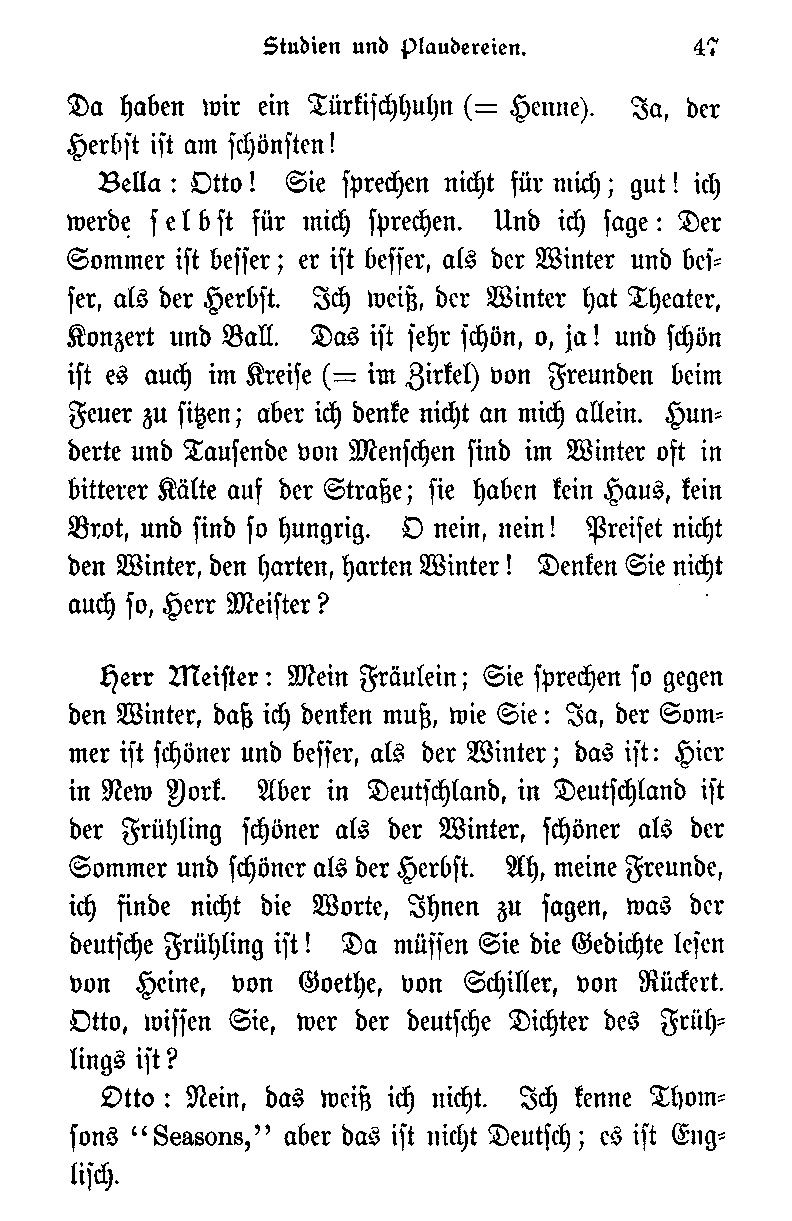 Studien und Plaudereien. 47
Da haben wir ein Türkischhuhn (= Henne). Ja, der
Herbst ist am schönsten!
Bella: Otto! Sie sprechen nicht für mich; gut! ich
werde selbst für mich sprechen. Und ich sage: Der
Sommer ist besser; er ist besser, als der Winter und bes-
ser, als der Herbst. Ich weiß, der Winter hat Theater,
Konzert und Ball. Das ist sehr schön, o, ja! und schön
ist es auch im Kreise (= im Zirkel) von Freunden beim
Feuer zu sitzen; aber ich denke nicht an mich allein. Hun-
derte und Tausende von Menschen sind im Winter oft in
bitterer Kälte auf der Straße; sie haben kein Haus, kein
Brot, und sind so hungrig. O nein, nein! Preiset nicht
den Winter, den harten, harten Winter! Denken Sie nicht
auch so, Herr Meister?
Herr Meister: Mein Fräulein; Sie sprechen so gegen
den Winter, daß ich denken muß, wie Sie: Ja, der Som-
mer ist schöner und besser, als der Winter; das ist: Hier
in New York. Aber in Deutschland, in Deutschland ist
der Frühling schöner als der Winter, schöner als der
Sommer und schöner als der Herbst. Ah, meine Freunde,
ich finde nicht die Worte, Ihnen zu sagen, was der
deutsche Frühling ist! Da müssen Sie die Gedichte lesen
von Heine, von Goethe, von Schiller, von Rückert.
Otto, wissen Sie, wer der deutsche Dichter des Früh-
lings ist?
Otto: Nein, das weiß ich nicht. Ich kenne Thom-
sons "Seasons," aber das ist nicht Deutsch; es ist Eng-
lisch.